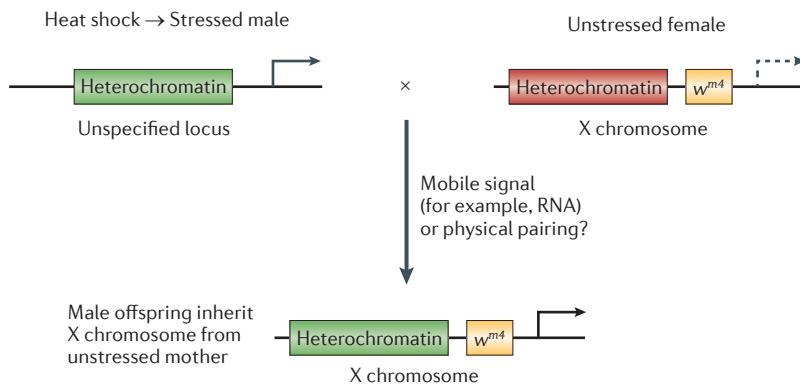 Heat shock → Stressed male
Unstressed female
Heterochromatin
×
Heterochromatin
w^m4
Unspecified locus
X chromosome
Mobile signal
(for example, RNA)
or physical pairing?
Male offspring inherit
X chromosome from
unstressed mother
Heterochromatin
w^m4
X chromosome